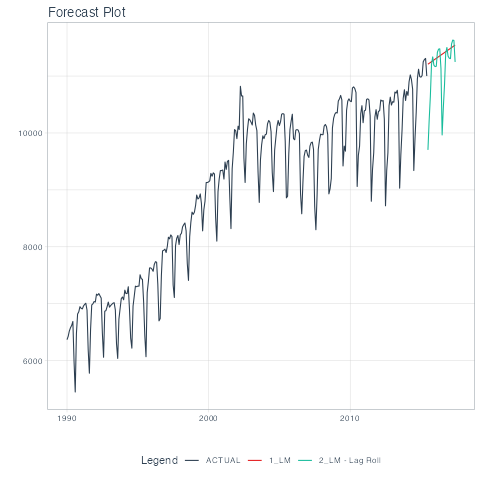 Forecast Plot
10000
8000
6000
1990
2000
2010
Legend
ACTUAL
1_LM
2_LM - Lag Roll